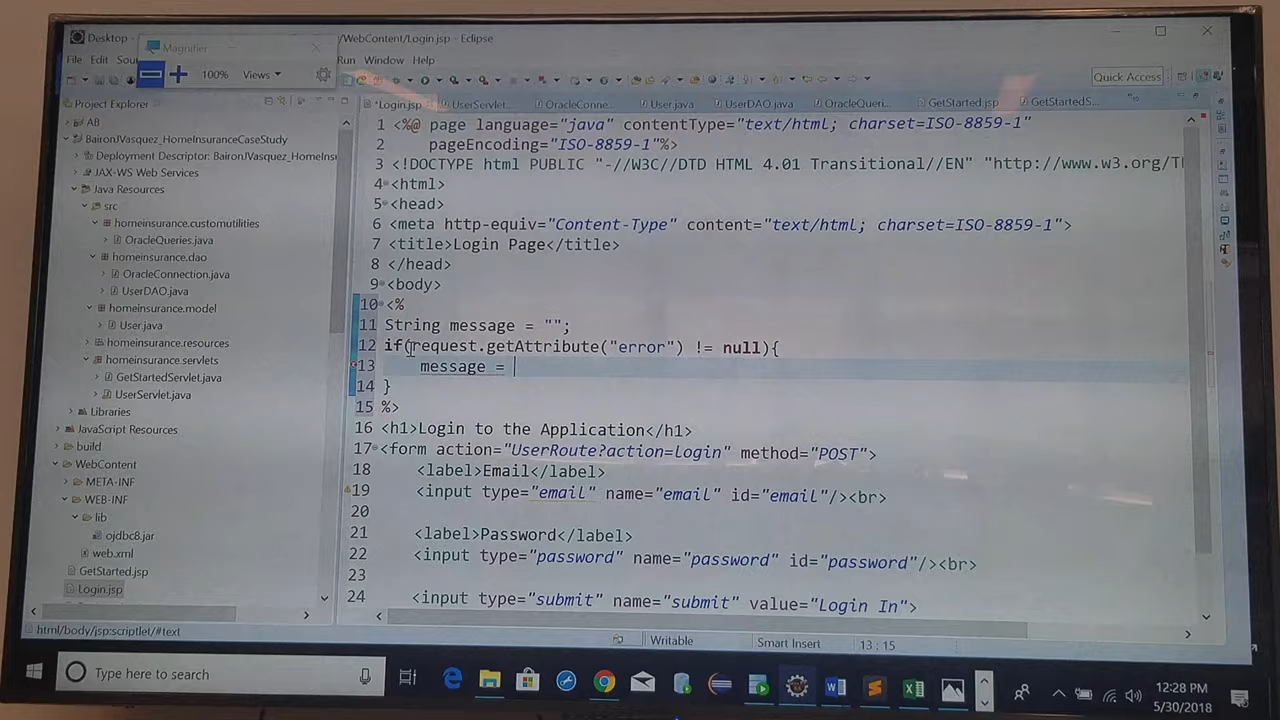 Desktop - /WebContent/Login.jsp - Eclipse
Magnifier
File Edit Sou Run Window Help
100% Views
Quick Access
Project Explorer
*Login.jsp UserServlet. OracleConne... User.java UserDAO.java OracleQueri... GetStarted.jsp GetStartedS...
AB
BaironJVasquez_HomeInsuranceCaseStudy
Deployment Descriptor: BaironJVasquez_HomeIns
JAX-WS Web Services
Java Resources
src
homeinsurance.customutilities
OracleQueries.java
homeinsurance.dao
OracleConnection.java
UserDAO.java
homeinsurance.model
User.java
homeinsurance.resources
homeinsurance.servlets
GetStartedServlet.java
UserServlet.java
Libraries
JavaScript Resources
build
WebContent
META-INF
WEB-INF
lib
ojdbc8.jar
web.xml
GetStarted.jsp
Login.jsp
1 <%@ page language="java" contentType="text/html; charset=ISO-8859-1"
2 pageEncoding="ISO-8859-1"%>
3 <!DOCTYPE html PUBLIC "-//W3C//DTD HTML 4.01 Transitional//EN" "http://www.w3.org/T
4 <html>
5 <head>
6 <meta http-equiv="Content-Type" content="text/html; charset=ISO-8859-1">
7 <title>Login Page</title>
8 </head>
9 <body>
10 <%
11 String message = "";
12 if(request.getAttribute("error") != null){
13 message =
14 }
15 %>
16 <h1>Login to the Application</h1>
17 <form action="UserRoute?action=Login" method="POST">
18 <label>Email</label>
19 <input type="email" name="email" id="email"/><br>
20
21 <label>Password</label>
22 <input type="password" name="password" id="password"/><br>
23
24 <input type="submit" name="submit" value="Login In">
html/body/jsp:scriptlet/#text
Writable Smart Insert 13 : 15
Type here to search
12:28 PM
5/30/2018